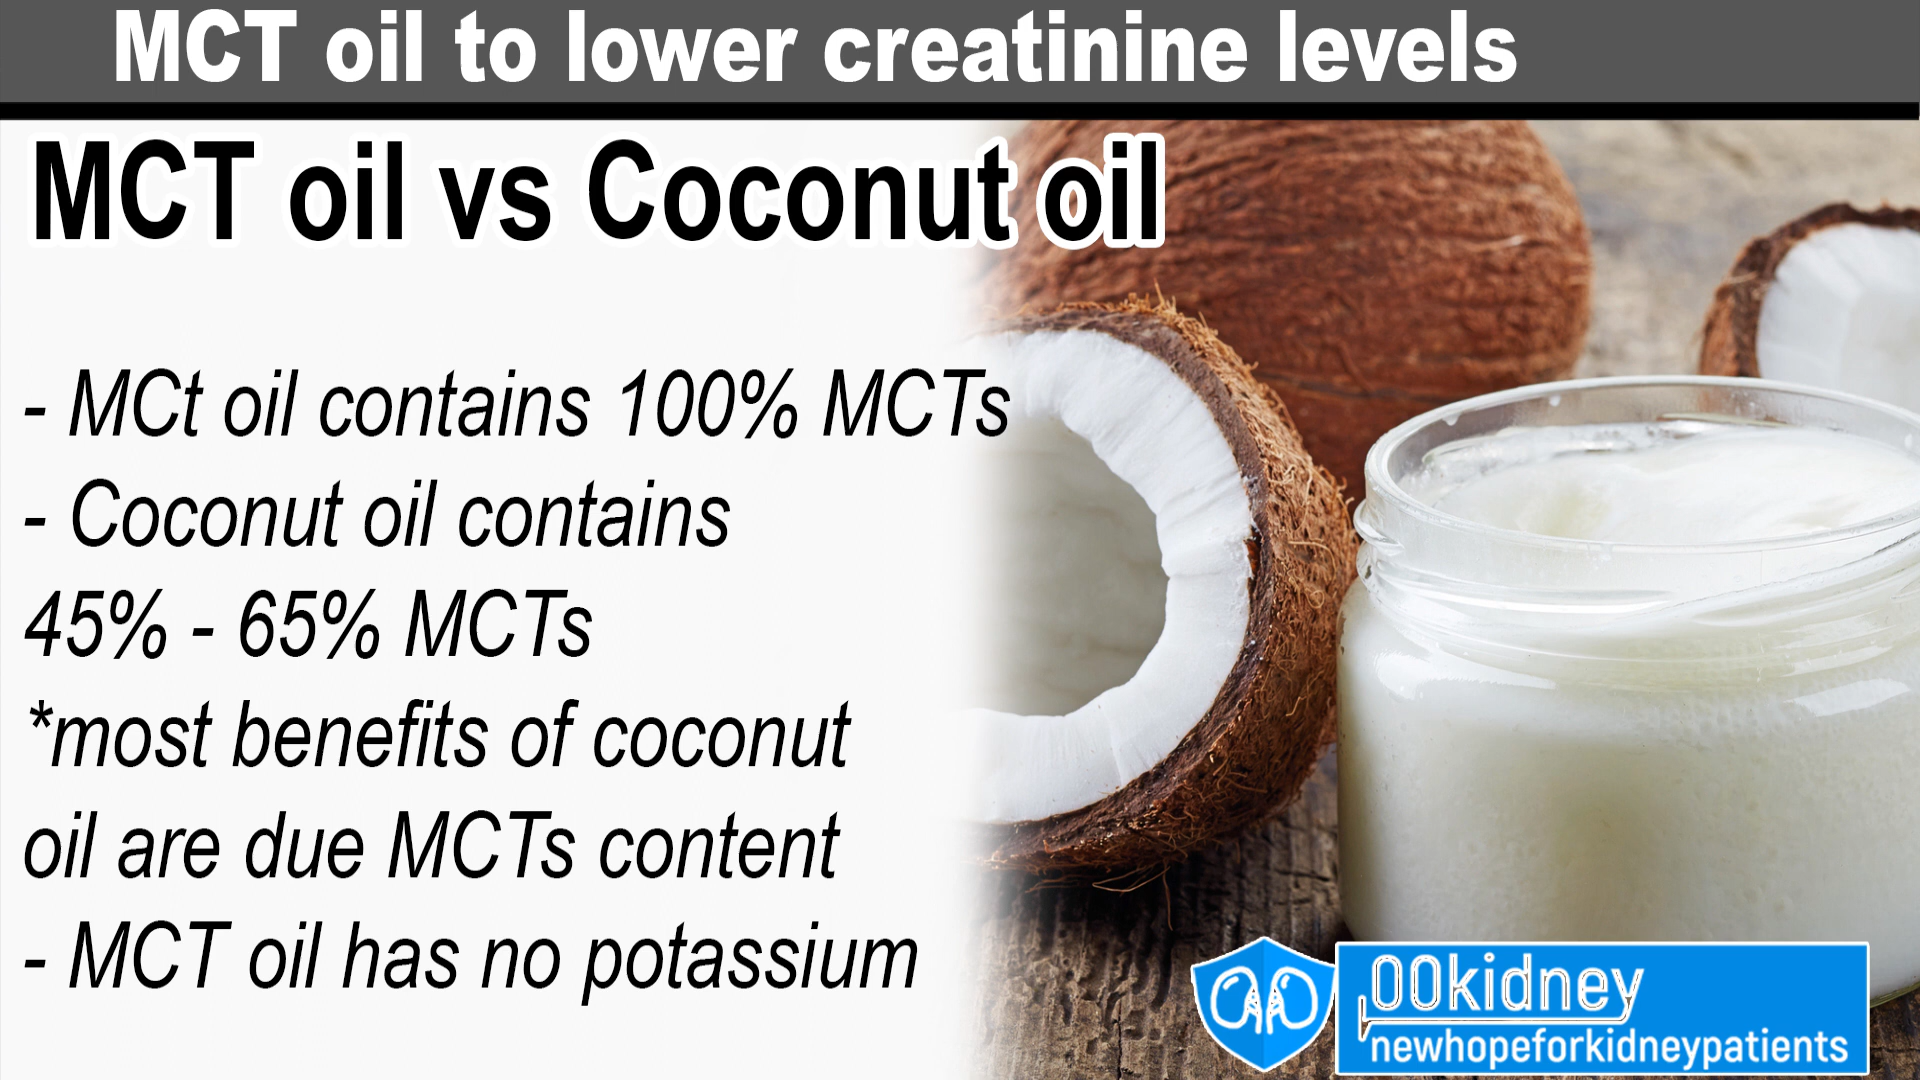 MCT oil to lower creatinine levels
MCT oil vs Coconut oil
- MCt oil contains 100% MCTs
- Coconut oil contains
45% - 65% MCTs
*most benefits of coconut
oil are due MCTs content
- MCT oil has no potassium
00kidney
newhopeforkidneypatients